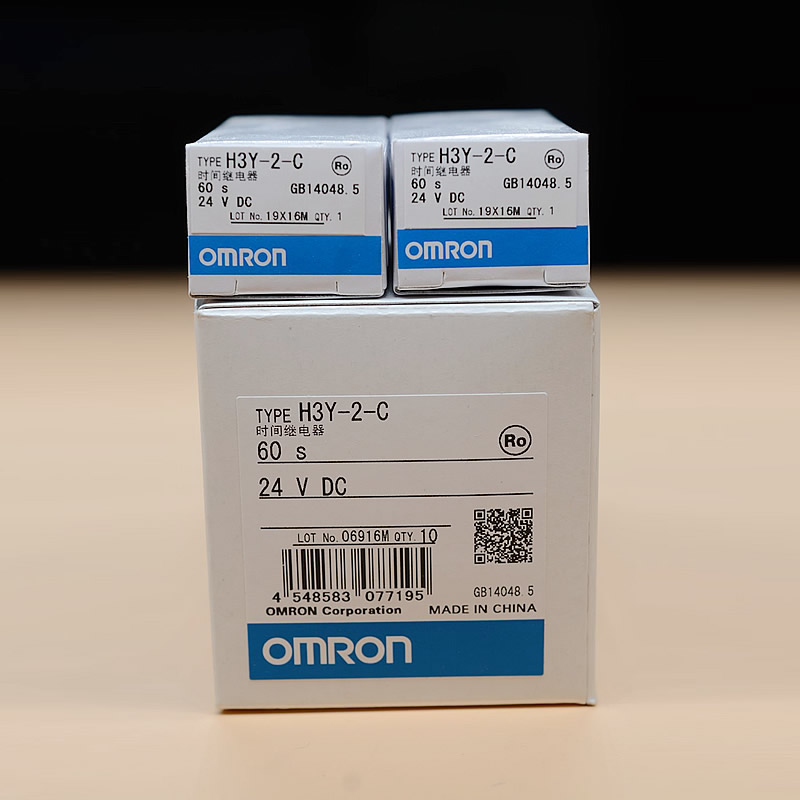 TYPE H3Y-2-C
时间继电器
Ro
60 s
GB14048.5
24 V DC
LOT No. 19X16M QTY. 1
OMRON
TYPE H3Y-2-C
时间继电器
Ro
60 s
GB14048.5
24 V DC
LOT No. 19X16M QTY. 1
OMRON
TYPE H3Y-2-C
时间继电器
Ro
60 s
24 V DC
LOT No. 06916M QTY. 10
4 548583 077195
GB14048 5
OMRON Corporation MADE IN CHINA
OMRON